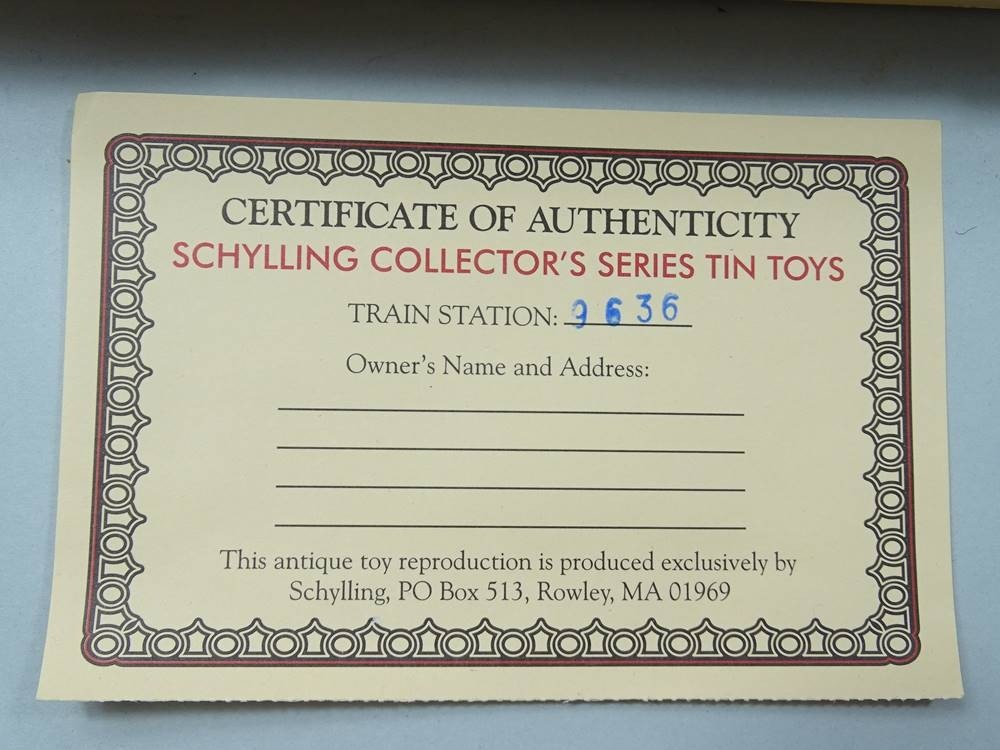 CERTIFICATE OF AUTHENTICITY
SCHYLLING COLLECTOR'S SERIES TIN TOYS
TRAIN STATION: 9636
Owner's Name and Address:
This antique toy reproduction is produced exclusively by
Schylling, PO Box 513, Rowley, MA 01969